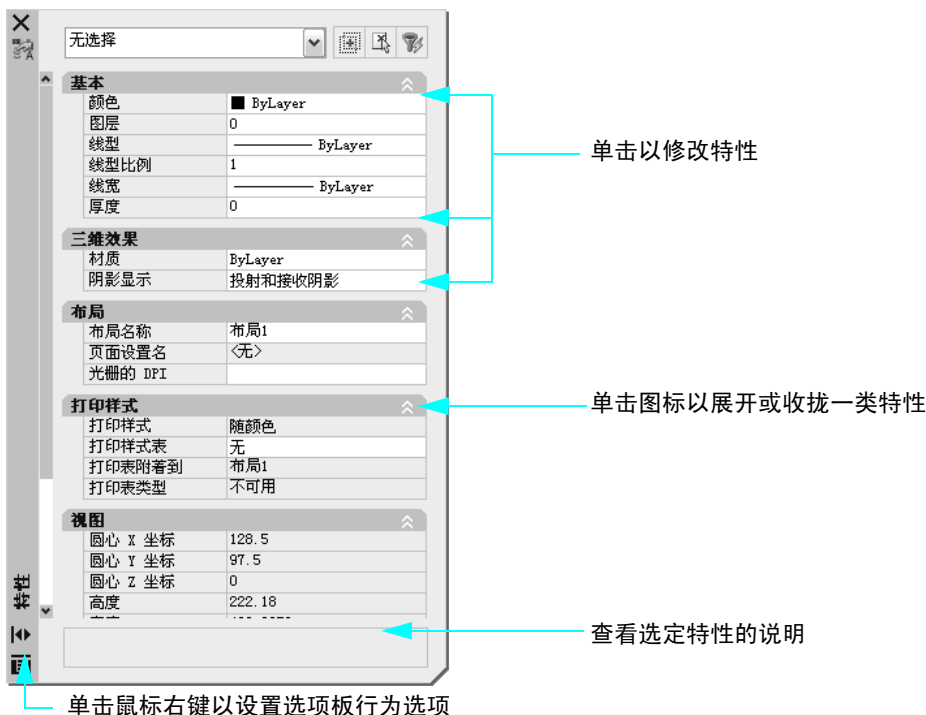 无选择
基本
颜色 ByLayer
图层 0
线型 ByLayer
线型比例 1
线宽 ByLayer
厚度 0
单击以修改特性
三维效果
材质 ByLayer
阴影显示 投射和接收阴影
布局
布局名称 布局1
页面设置名 <无>
光栅的 DPI
打印样式
单击图标以展开或收拢一类特性
打印样式 随颜色
打印样式表 无
打印表附着到 布局1
打印表类型 不可用
视图
圆心 X 坐标 128.5
圆心 Y 坐标 97.5
圆心 Z 坐标 0
高度 222.18
特性
查看选定特性的说明
单击鼠标右键以设置选项板行为选项